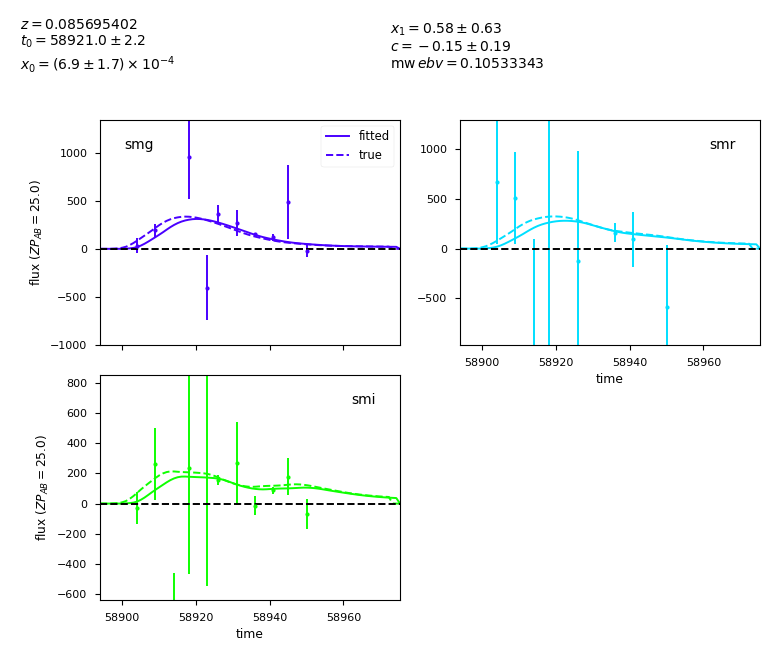 z = 0.085695402
t₀ = 58921.0 ± 2.2
x₀ = (6.9 ± 1.7) × 10⁻⁴
x₁ = 0.58 ± 0.63
c = −0.15 ± 0.19
mw ebv = 0.10533343
smg
fitted
true
1000
500
0
−500
−1000
flux (ZP_AB = 25.0)
smr
1000
500
0
−500
58900 58920 58940 58960
time
smi
800
600
400
200
0
−200
−400
−600
flux (ZP_AB = 25.0)
58900 58920 58940 58960
time